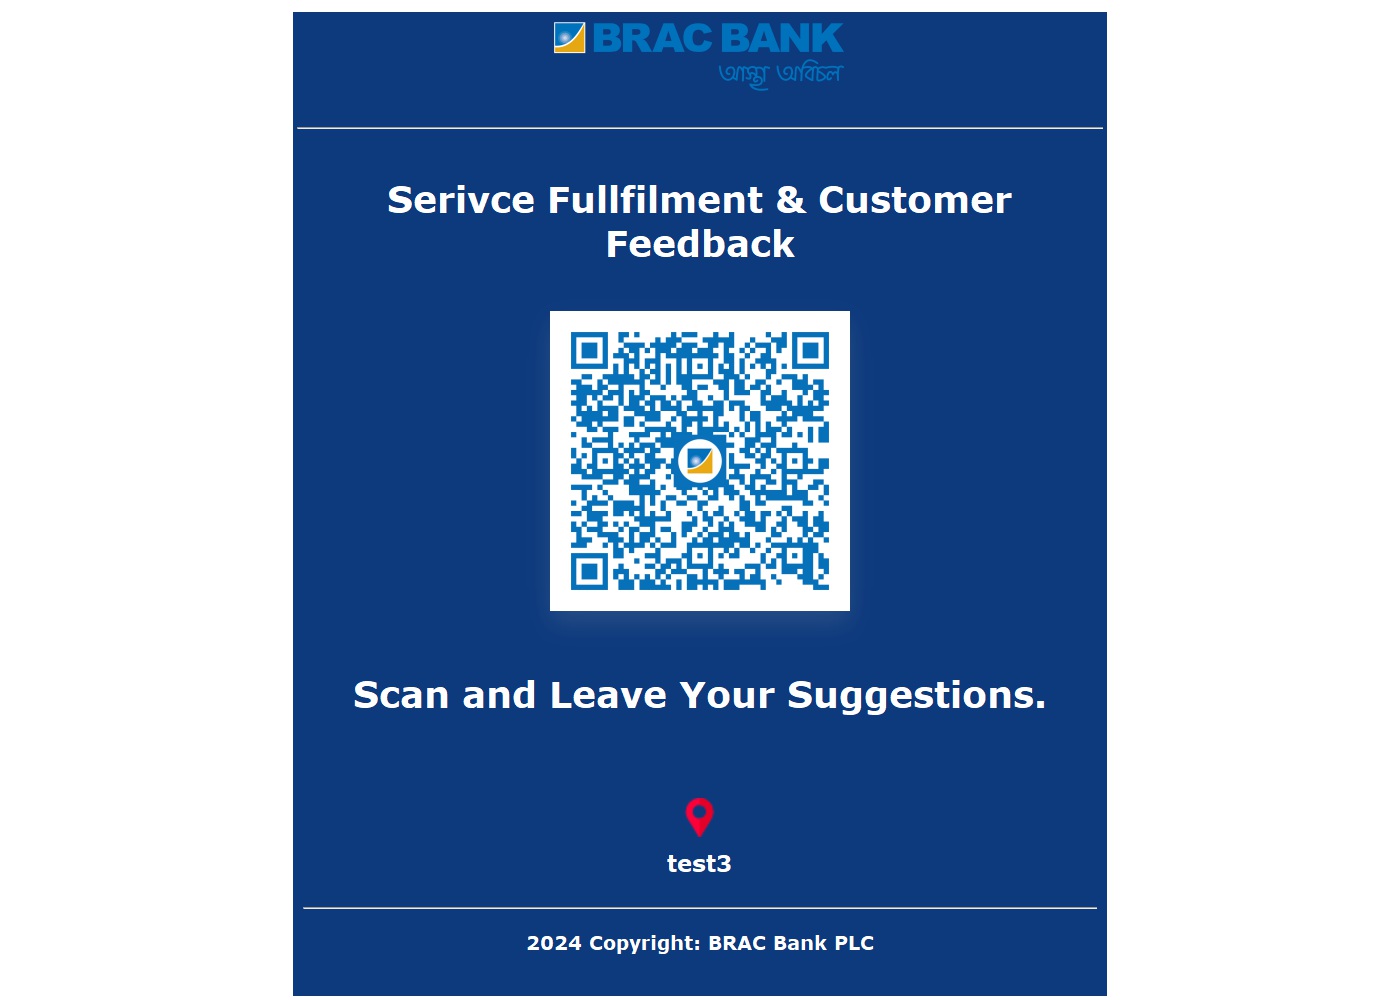 BRAC BANK
আস্থা অবিচল
Serivce Fullfilment & Customer
Feedback
Scan and Leave Your Suggestions.
test3
2024 Copyright: BRAC Bank PLC